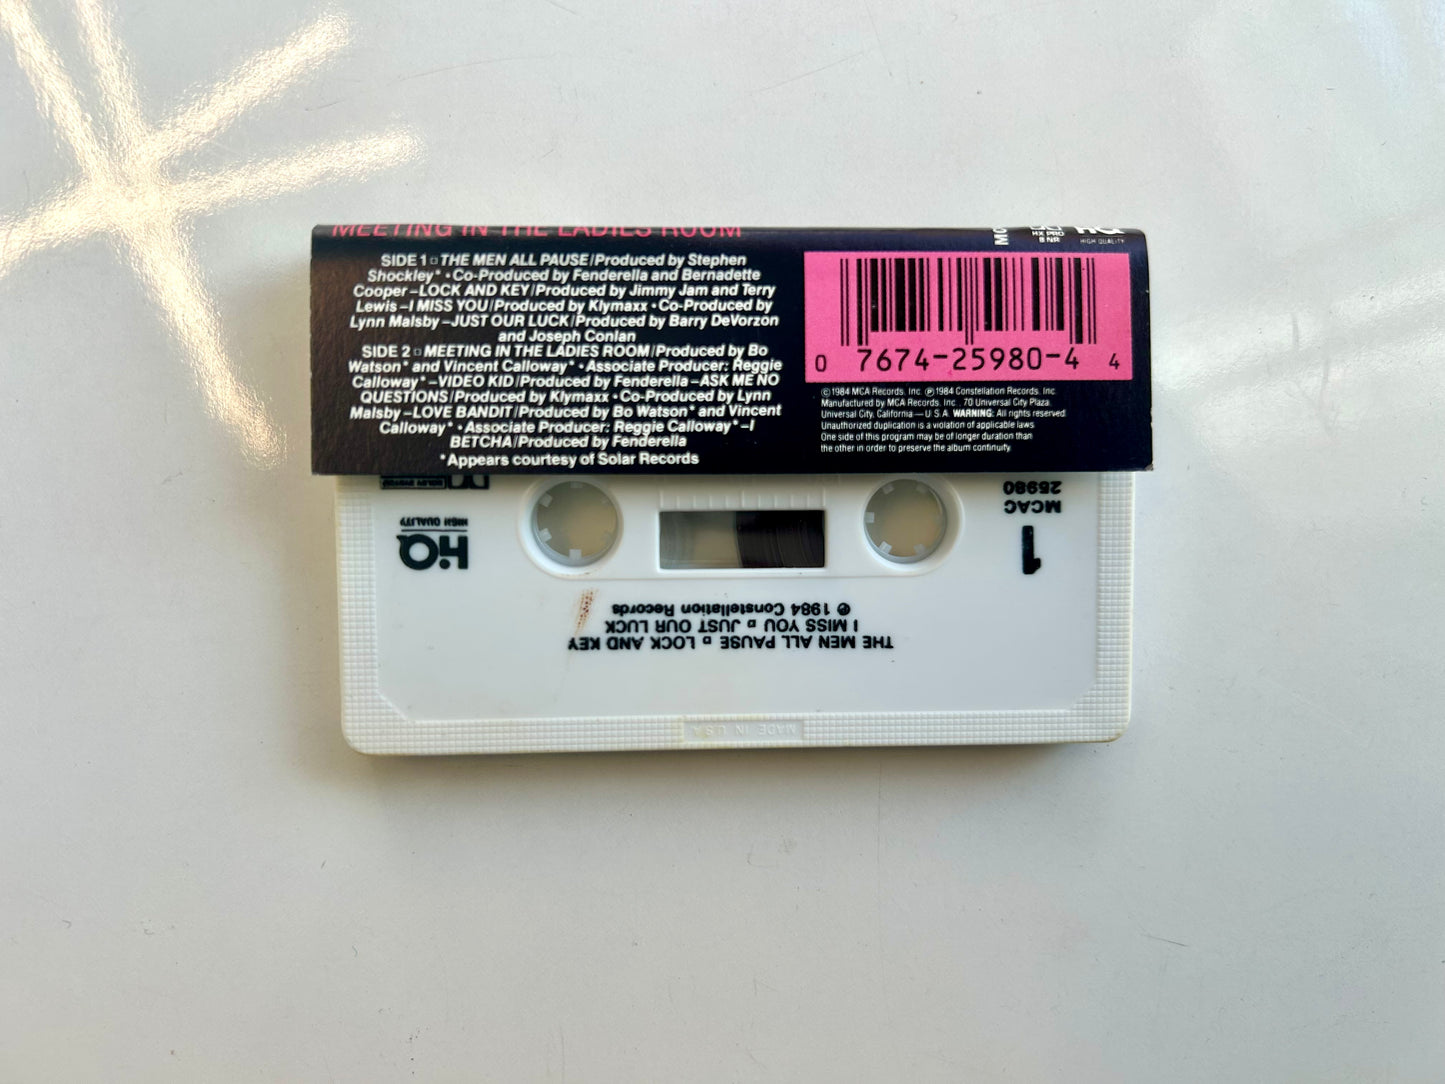 MEETING IN THE LADIES ROOM
SIDE 1 ▫ THE MEN ALL PAUSE/Produced by Stephen
Shockley* • Co-Produced by Fenderella and Bernadette
Cooper –LOCK AND KEY/Produced by Jimmy Jam and Terry
Lewis –I MISS YOU/Produced by Klymaxx • Co-Produced by
Lynn Malsby –JUST OUR LUCK/Produced by Barry DeVorzon
and Joseph Conlan
SIDE 2 ▫ MEETING IN THE LADIES ROOM/Produced by Bo
Watson* and Vincent Calloway* • Associate Producer: Reggie
Calloway* –VIDEO KID/Produced by Fenderella –ASK ME NO
QUESTIONS/Produced by Klymaxx • Co-Produced by Lynn
Malsby –LOVE BANDIT/Produced by Bo Watson* and Vincent
Calloway* • Associate Producer: Reggie Calloway* –I
BETCHA/Produced by Fenderella
*Appears courtesy of Solar Records
HX PRO
B NR
HQ
HIGH QUALITY
0 7674-25980-4 4
©1984 MCA Records, Inc. ℗1984 Constellation Records, Inc.
Manufactured by MCA Records, Inc., 70 Universal City Plaza,
Universal City, California — U.S.A. WARNING: All rights reserved.
Unauthorized duplication is a violation of applicable laws.
One side of this program may be of longer duration than
the other in order to preserve the album continuity.
MADE IN U.S.A.
THE MEN ALL PAUSE ▫ LOCK AND KEY
I MISS YOU ▫ JUST OUR LUCK
℗ 1984 Constellation Records
1
MCAC
25980
HQ
HIGH QUALITY
DOLBY SYSTEM